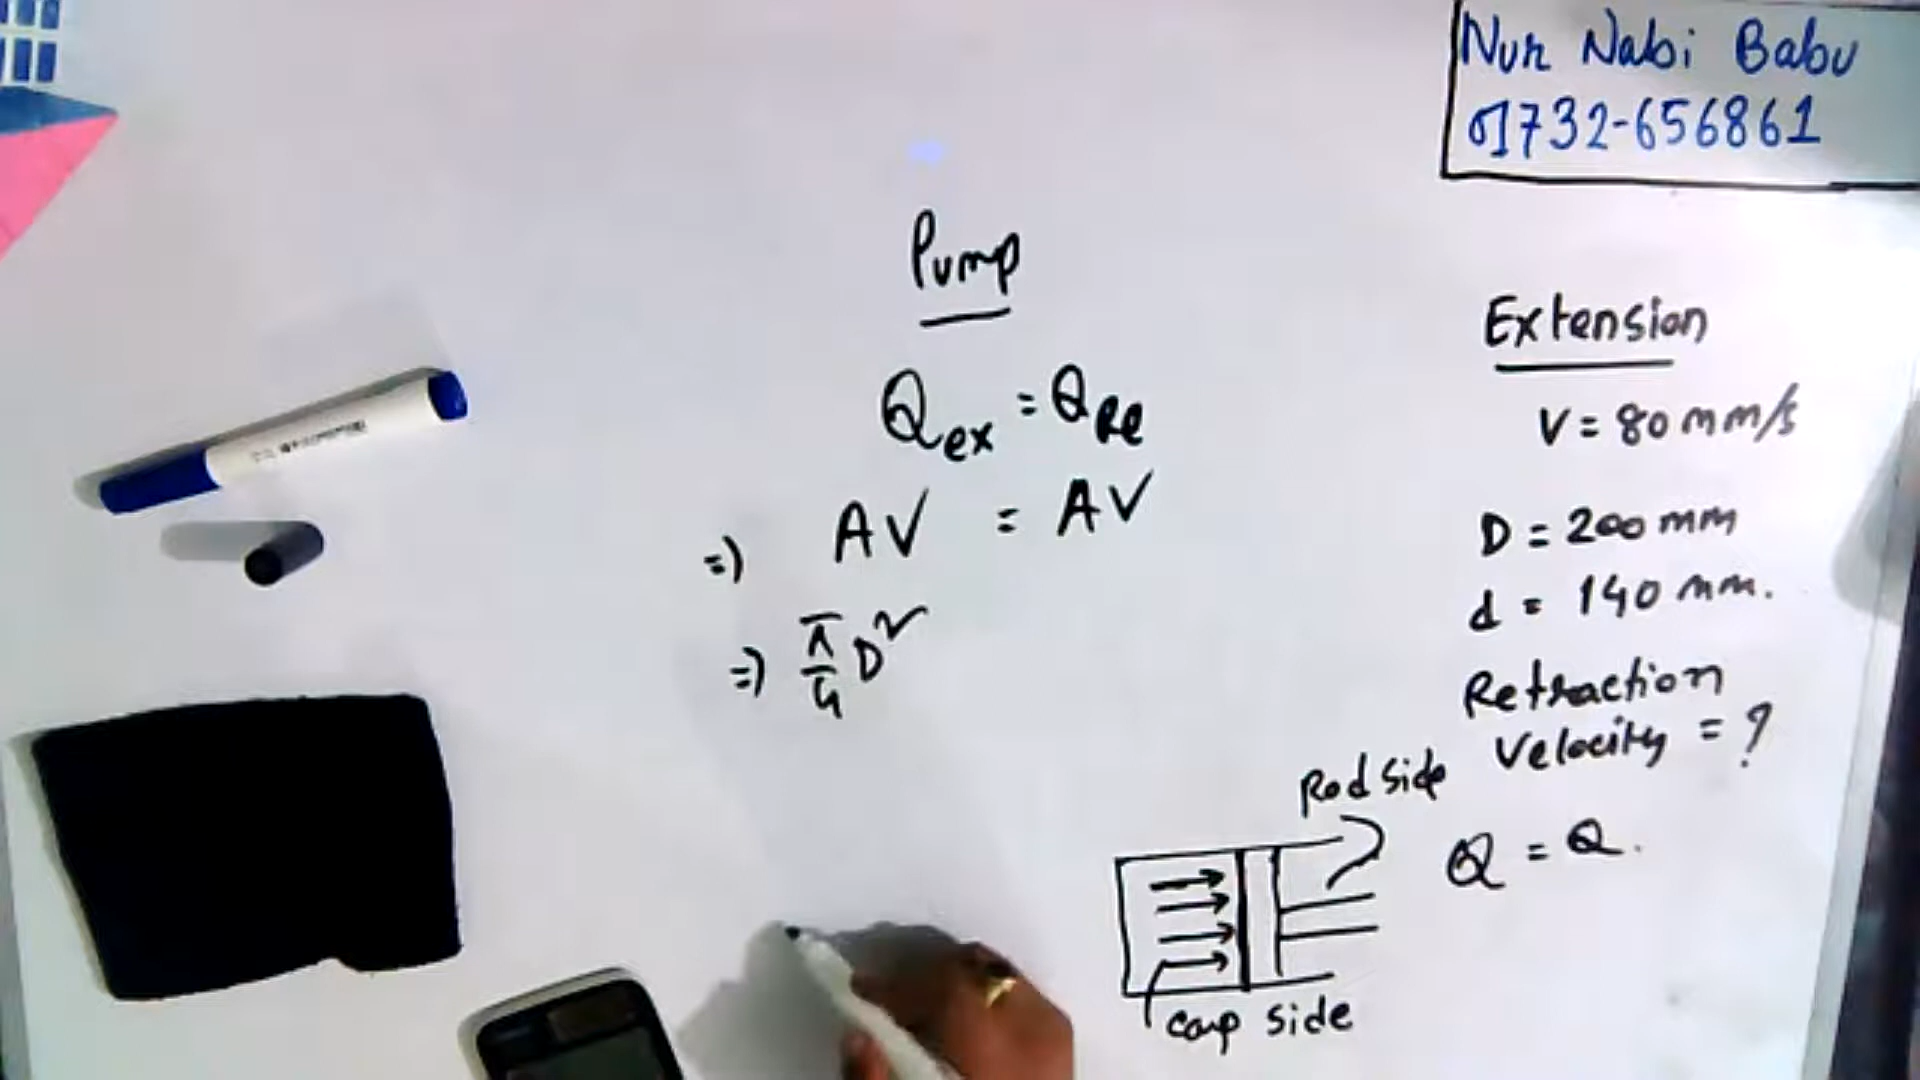 Nur Nabi Babu
01732-656861
Pump
Qex = QRe
=) AV = AV
=) π/4 D²
Extension
V = 80 mm/s
D = 200 mm
d = 140 mm.
Retraction
Velocity = ?
Rod Side
Q = Q.
Cap side